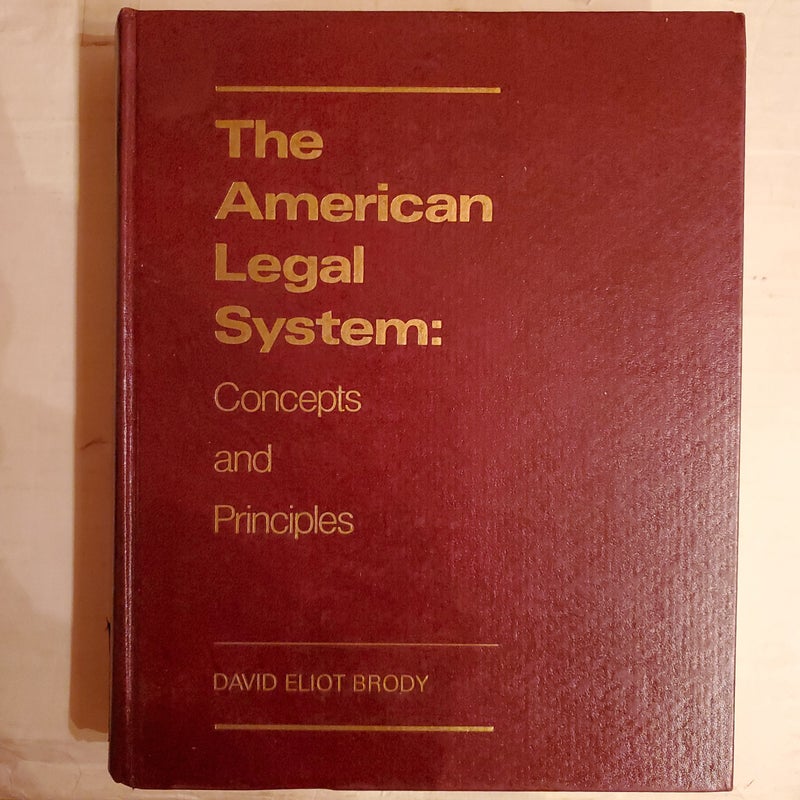 The
American
Legal
System:
Concepts
and
Principles
DAVID ELIOT BRODY